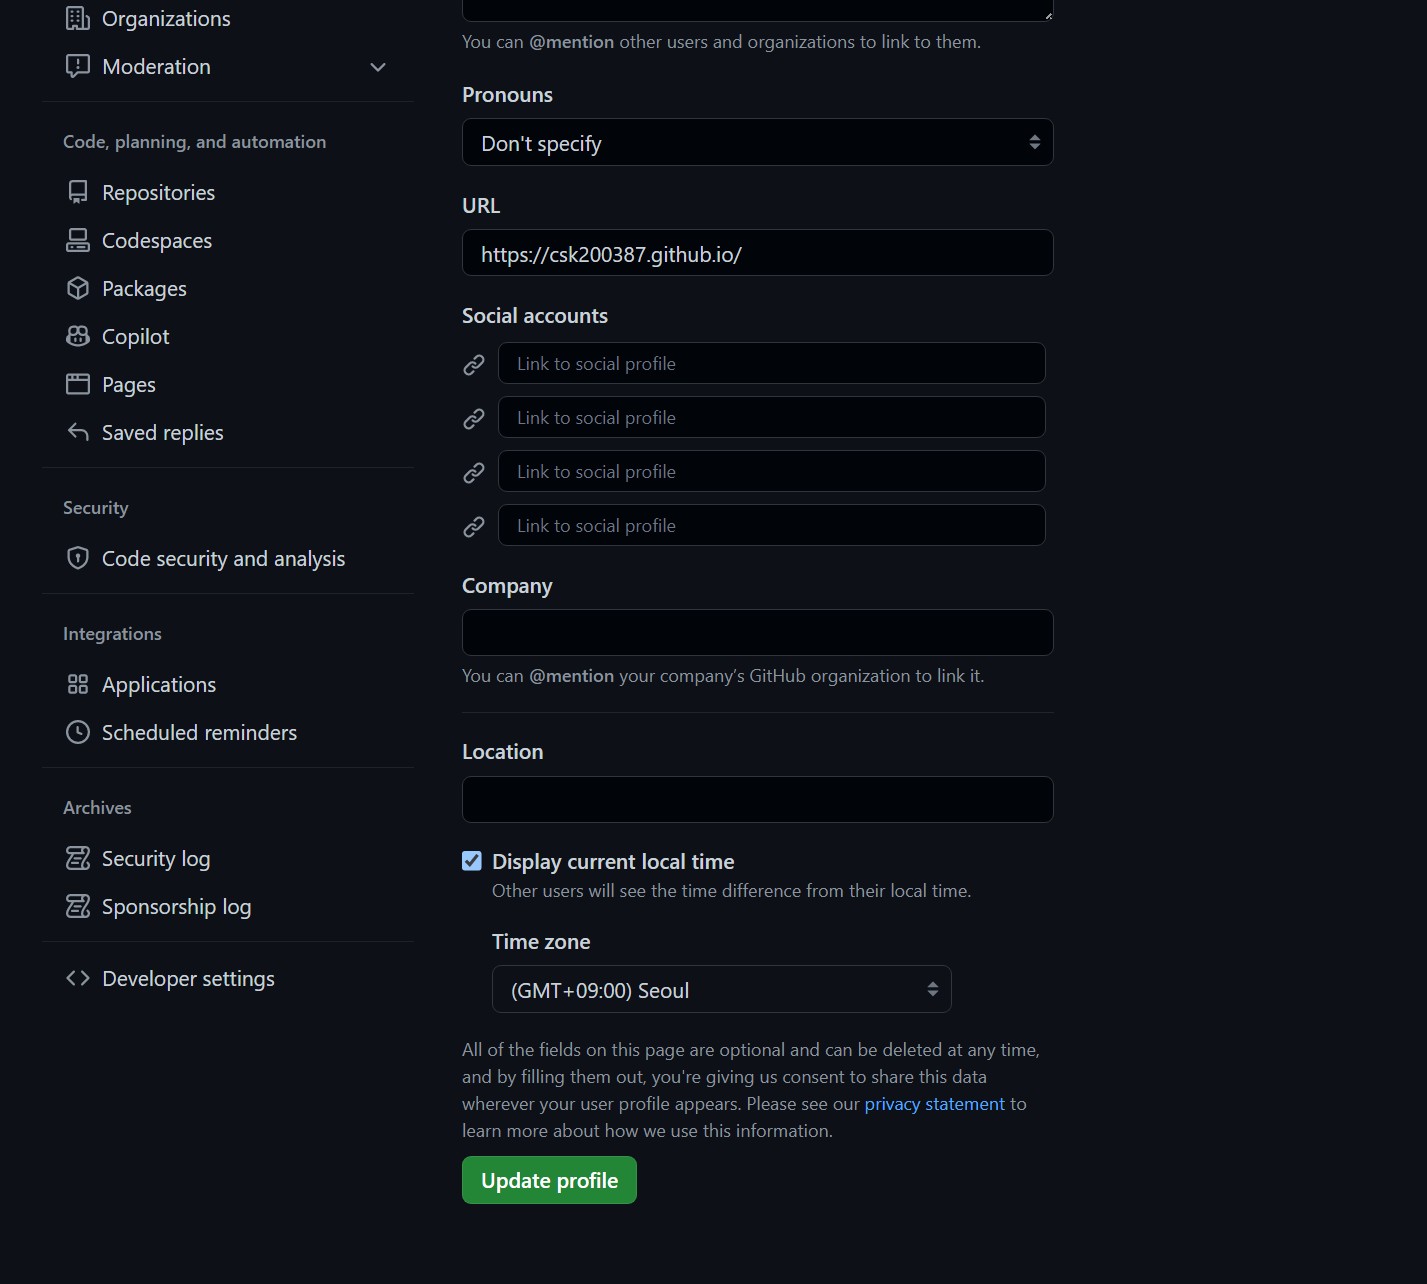 Organizations
Moderation
Code, planning, and automation
Repositories
Codespaces
Packages
Copilot
Pages
Saved replies
Security
Code security and analysis
Integrations
Applications
Scheduled reminders
Archives
Security log
Sponsorship log
Developer settings
You can @mention other users and organizations to link to them.
Pronouns
Don't specify
URL
https://csk200387.github.io/
Social accounts
Link to social profile
Link to social profile
Link to social profile
Link to social profile
Company
You can @mention your company’s GitHub organization to link it.
Location
Display current local time
Other users will see the time difference from their local time.
Time zone
(GMT+09:00) Seoul
All of the fields on this page are optional and can be deleted at any time,
and by filling them out, you're giving us consent to share this data
wherever your user profile appears. Please see our privacy statement to
learn more about how we use this information.
Update profile